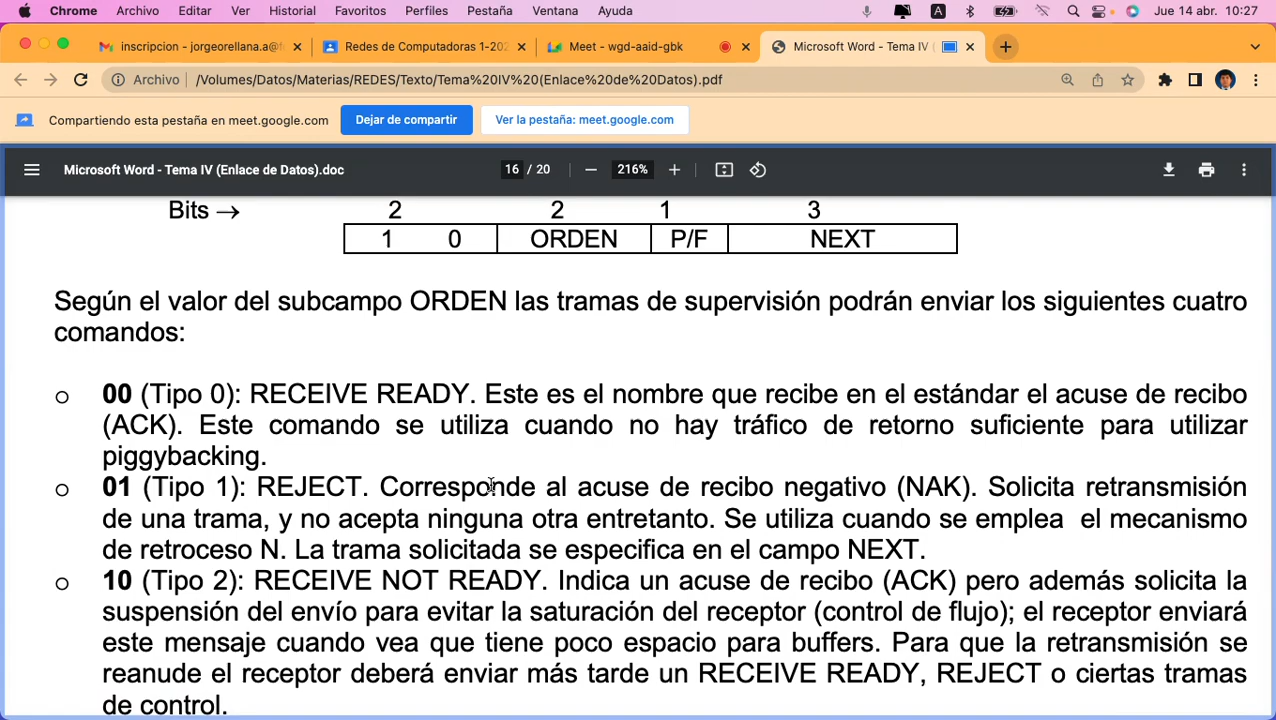 Chrome Archivo Editar Ver Historial Favoritos Perfiles Pestaña Ventana Ayuda A Jue 14 abr. 10:27
inscripcion - jorgeorellana.a@f Redes de Computadoras 1-202 Meet - wgd-aaid-gbk Microsoft Word - Tema IV (
Archivo /Volumes/Datos/Materias/REDES/Texto/Tema%20IV%20(Enlace%20de%20Datos).pdf
Compartiendo esta pestaña en meet.google.com Dejar de compartir Ver la pestaña: meet.google.com
Microsoft Word - Tema IV (Enlace de Datos).doc 16 / 20 − 216% +
Bits → 2 2 1 3
1 0 ORDEN P/F NEXT
Según el valor del subcampo ORDEN las tramas de supervisión podrán enviar los siguientes cuatro
comandos:
o 00 (Tipo 0): RECEIVE READY. Este es el nombre que recibe en el estándar el acuse de recibo
(ACK). Este comando se utiliza cuando no hay tráfico de retorno suficiente para utilizar
piggybacking.
o 01 (Tipo 1): REJECT. Corresponde al acuse de recibo negativo (NAK). Solicita retransmisión
de una trama, y no acepta ninguna otra entretanto. Se utiliza cuando se emplea el mecanismo
de retroceso N. La trama solicitada se especifica en el campo NEXT.
o 10 (Tipo 2): RECEIVE NOT READY. Indica un acuse de recibo (ACK) pero además solicita la
suspensión del envío para evitar la saturación del receptor (control de flujo); el receptor enviará
este mensaje cuando vea que tiene poco espacio para buffers. Para que la retransmisión se
reanude el receptor deberá enviar más tarde un RECEIVE READY, REJECT o ciertas tramas
de control.